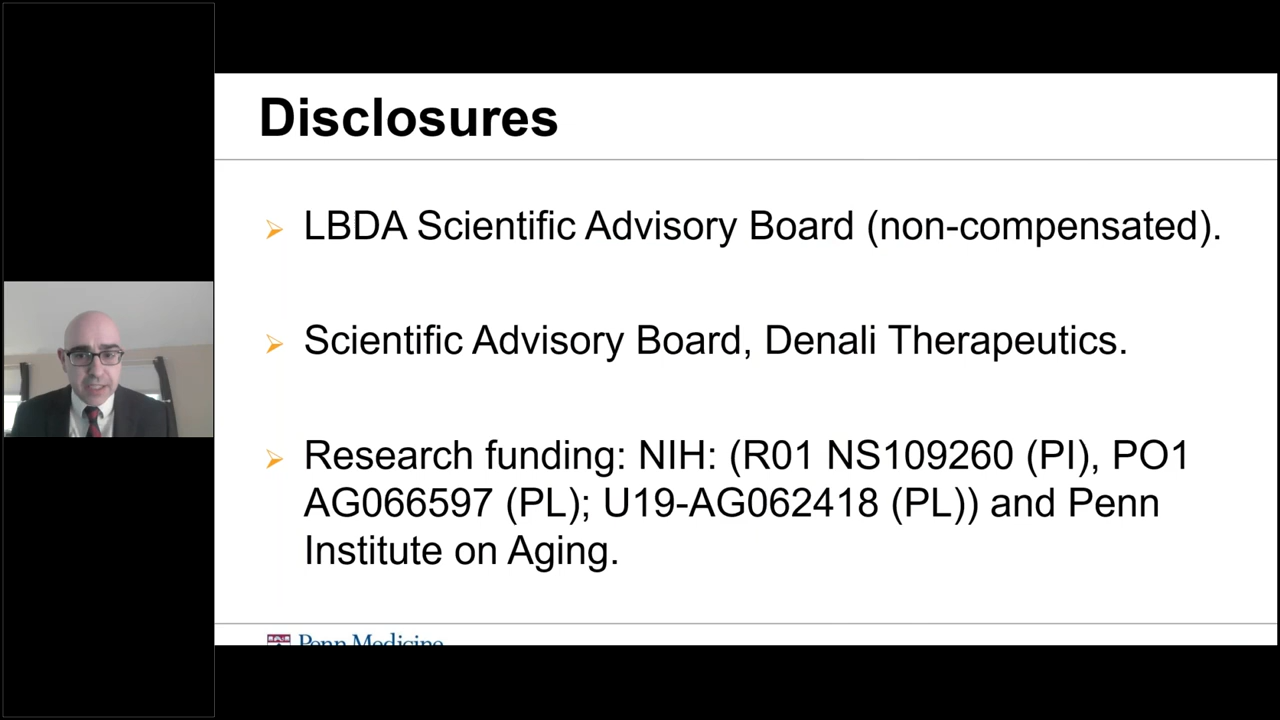 Disclosures
LBDA Scientific Advisory Board (non-compensated).
Scientific Advisory Board, Denali Therapeutics.
Research funding: NIH: (R01 NS109260 (PI), PO1
AG066597 (PL); U19-AG062418 (PL)) and Penn
Institute on Aging.
Penn Medicine